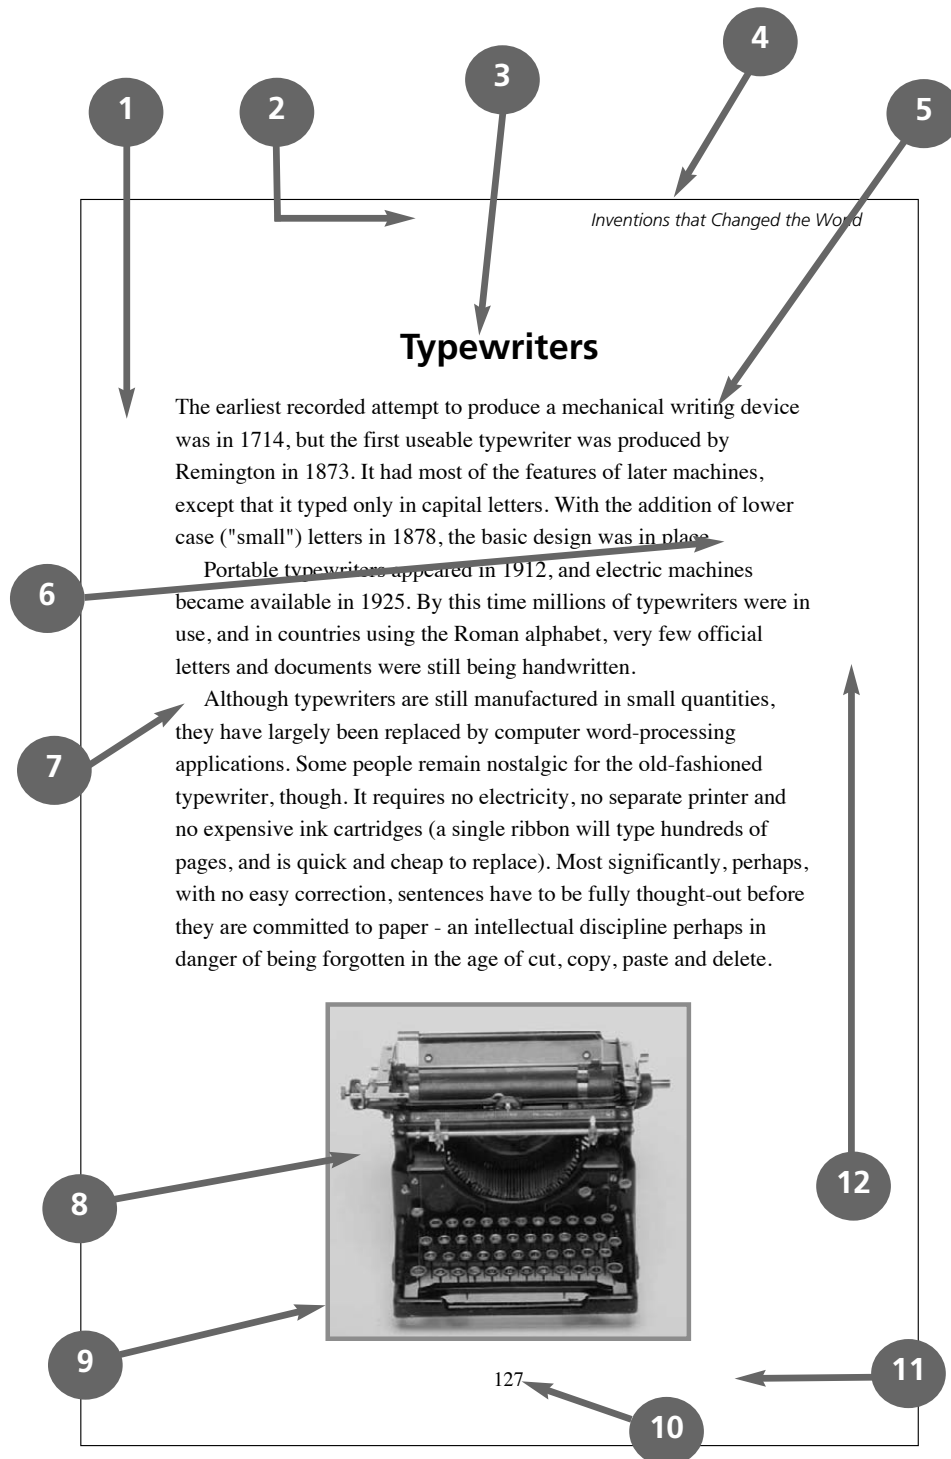 4
3
1
2
5
Inventions that Changed the World
Typewriters
The earliest recorded attempt to produce a mechanical writing device
was in 1714, but the first useable typewriter was produced by
Remington in 1873. It had most of the features of later machines,
except that it typed only in capital letters. With the addition of lower
case ("small") letters in 1878, the basic design was in place.
6
Portable typewriters appeared in 1912, and electric machines
became available in 1925. By this time millions of typewriters were in
use, and in countries using the Roman alphabet, very few official
letters and documents were still being handwritten.
Although typewriters are still manufactured in small quantities,
they have largely been replaced by computer word-processing
7
applications. Some people remain nostalgic for the old-fashioned
typewriter, though. It requires no electricity, no separate printer and
no expensive ink cartridges (a single ribbon will type hundreds of
pages, and is quick and cheap to replace). Most significantly, perhaps,
with no easy correction, sentences have to be fully thought-out before
they are committed to paper - an intellectual discipline perhaps in
danger of being forgotten in the age of cut, copy, paste and delete.
12
8
9
11
127
10